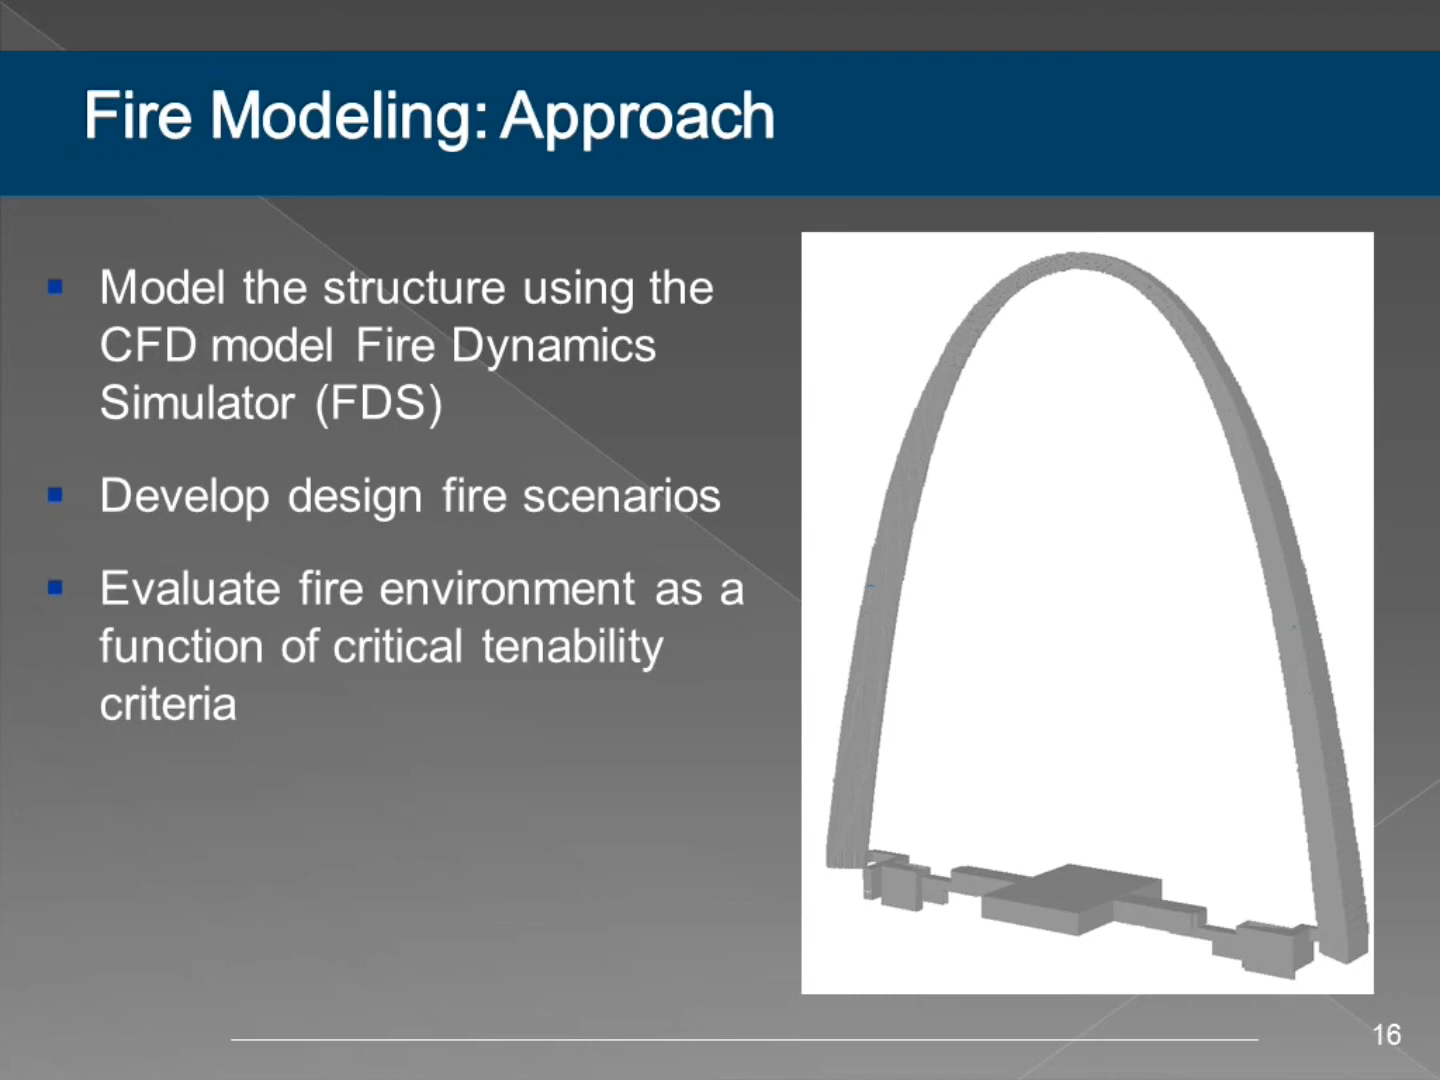 Fire Modeling: Approach
Model the structure using the
CFD model Fire Dynamics
Simulator (FDS)
Develop design fire scenarios
Evaluate fire environment as a
function of critical tenability
criteria
16